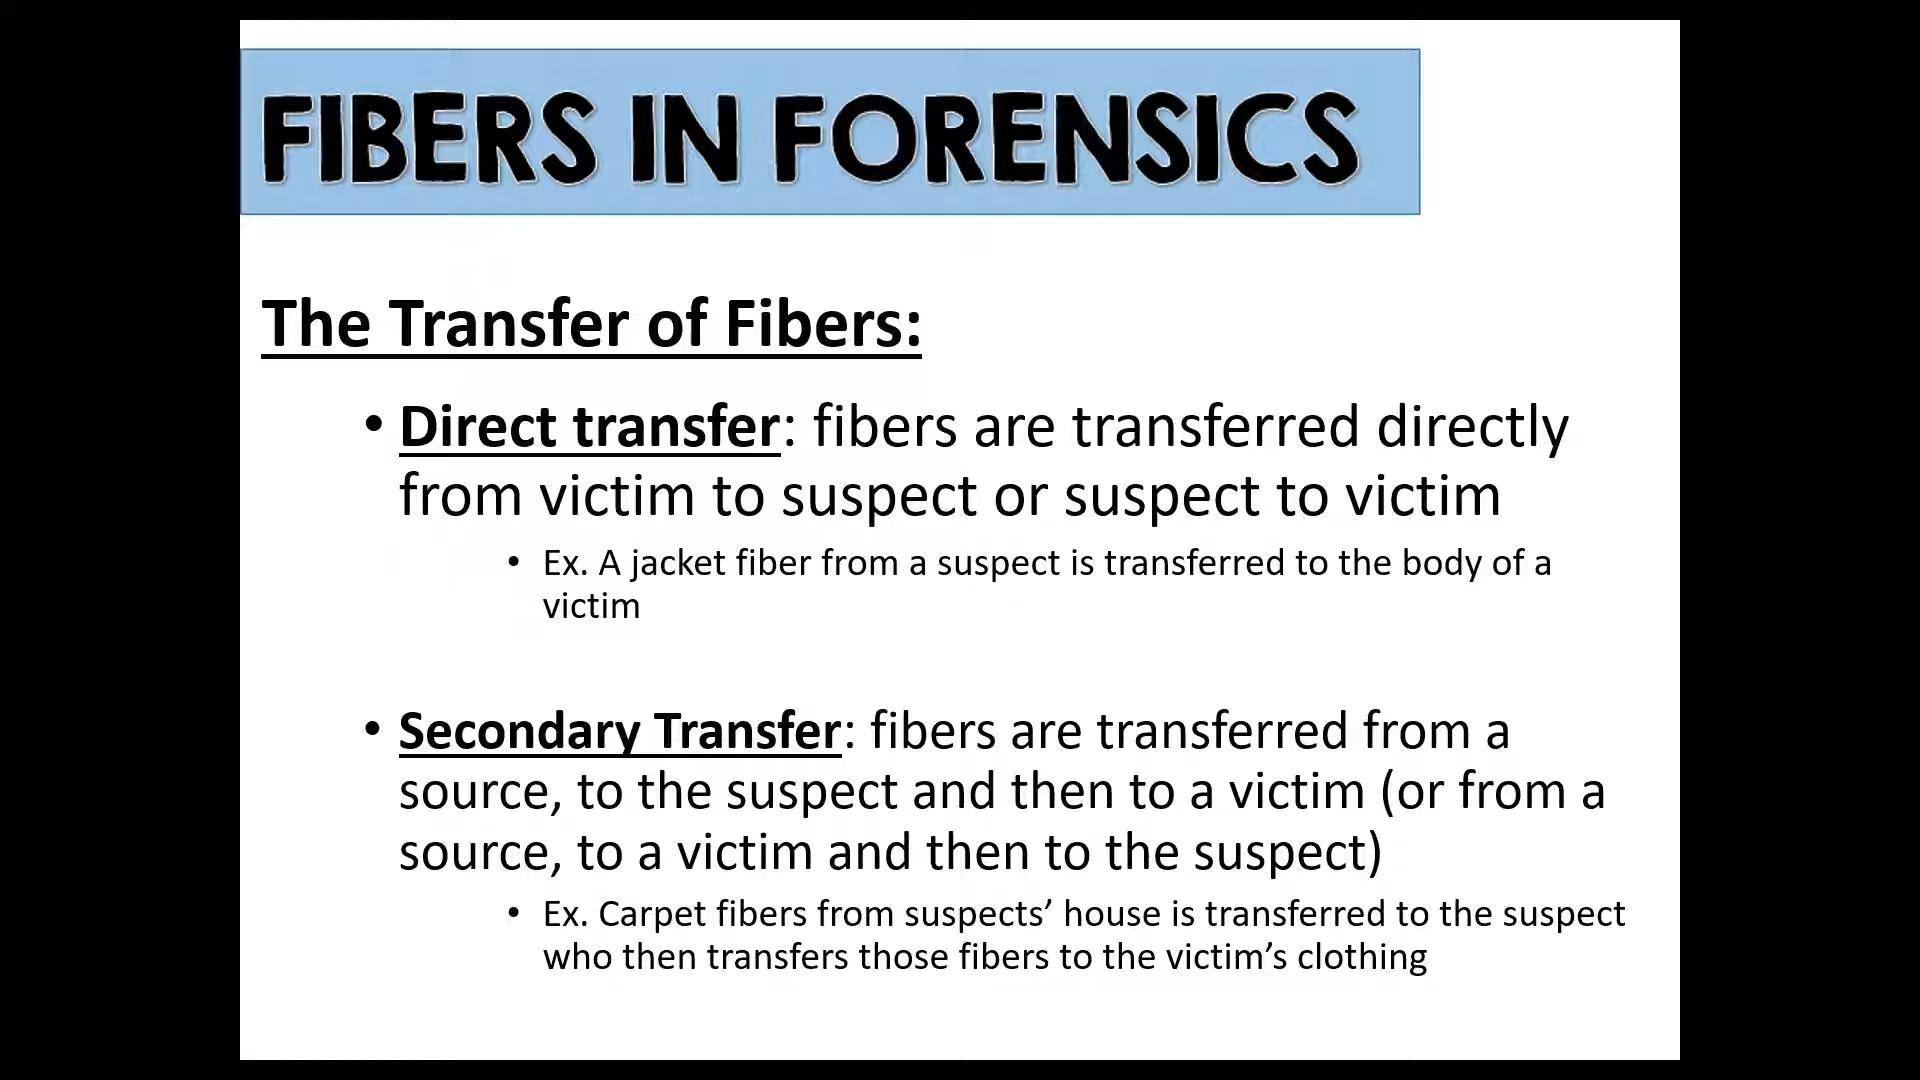 FIBERS IN FORENSICS
The Transfer of Fibers:
• Direct transfer: fibers are transferred directly
from victim to suspect or suspect to victim
• Ex. A jacket fiber from a suspect is transferred to the body of a
victim
• Secondary Transfer: fibers are transferred from a
source, to the suspect and then to a victim (or from a
source, to a victim and then to the suspect)
• Ex. Carpet fibers from suspects’ house is transferred to the suspect
who then transfers those fibers to the victim’s clothing